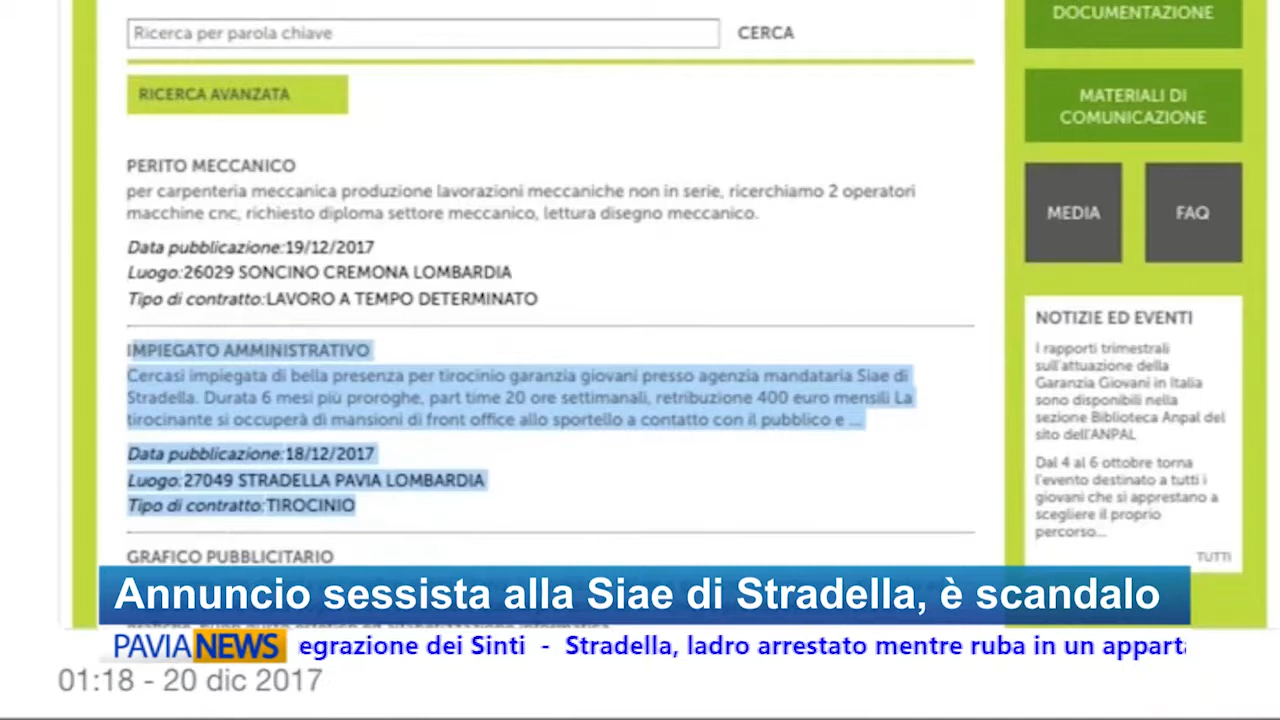 DOCUMENTAZIONE
Ricerca per parola chiave
CERCA
RICERCA AVANZATA
MATERIALI DI
COMUNICAZIONE
MEDIA
FAQ
PERITO MECCANICO
per carpenteria meccanica produzione lavorazioni meccaniche non in serie, ricerchiamo 2 operatori
macchine cnc, richiesto diploma settore meccanico, lettura disegno meccanico.
Data pubblicazione:19/12/2017
Luogo:26029 SONCINO CREMONA LOMBARDIA
Tipo di contratto:LAVORO A TEMPO DETERMINATO
IMPIEGATO AMMINISTRATIVO
Cercasi impiegata di bella presenza per tirocinio garanzia giovani presso agenzia mandataria Siae di
Stradella. Durata 6 mesi più proroghe, part time 20 ore settimanali, retribuzione 400 euro mensili La
tirocinante si occuperà di mansioni di front office allo sportello a contatto con il pubblico e ...
Data pubblicazione:18/12/2017
Luogo:27049 STRADELLA PAVIA LOMBARDIA
Tipo di contratto:TIROCINIO
GRAFICO PUBBLICITARIO
NOTIZIE ED EVENTI
I rapporti trimestrali
sull'attuazione della
Garanzia Giovani in Italia
sono disponibili nella
sezione Biblioteca Anpal del
sito dell'ANPAL
Dal 4 al 6 ottobre torna
l'evento destinato a tutti i
giovani che si apprestano a
scegliere il proprio
percorso...
TUTTI
Annuncio sessista alla Siae di Stradella, è scandalo
PAVIA NEWS egrazione dei Sinti - Stradella, ladro arrestato mentre ruba in un apparta
01:18 - 20 dic 2017